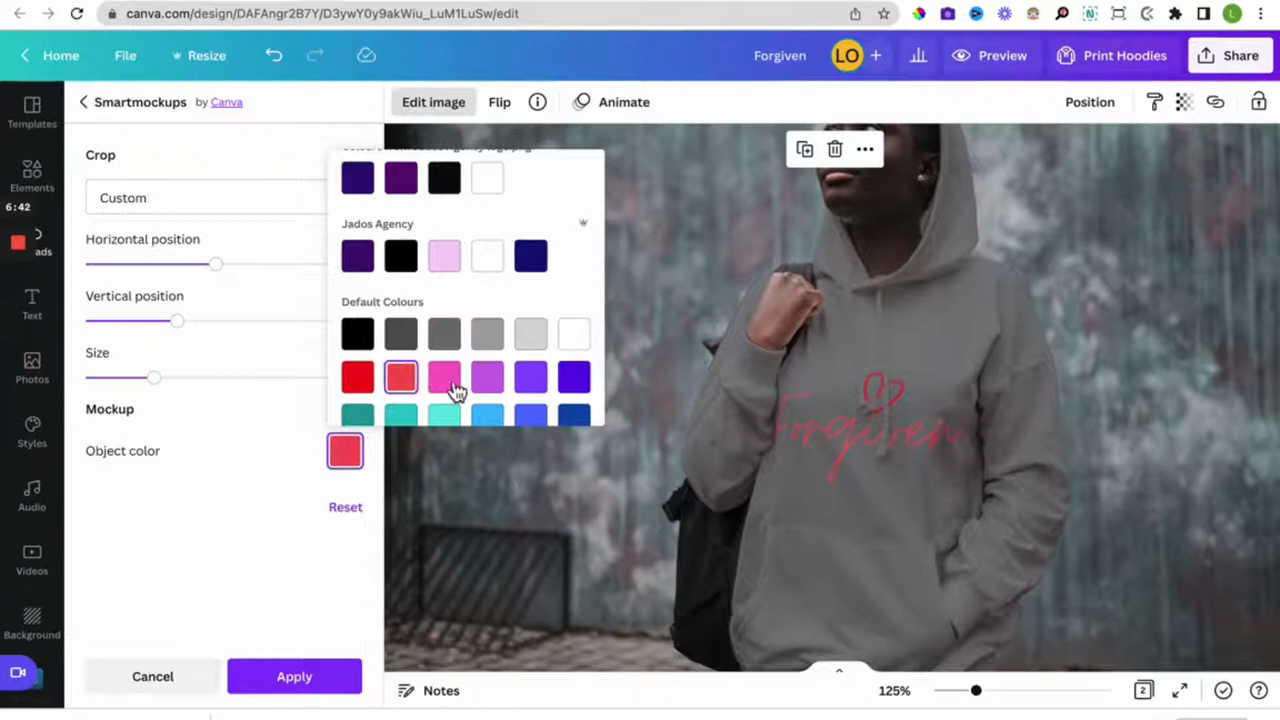 canva.com/design/DAFAngr2B7Y/D3ywY0y9akWiu_LuM1LuSw/edit
L
Home File Resize Forgiven LO + Preview Print Hoodies Share
Smartmockups by Canva
Edit image Flip Animate Position
Templates
Elements
6:42
ads
Text
Photos
Styles
Audio
Videos
Background
Crop
Custom
Horizontal position
Vertical position
Size
Mockup
Object color
Reset
Cancel Apply
Jados Agency
Default Colours
Forgiven
Notes 125% 2 ?